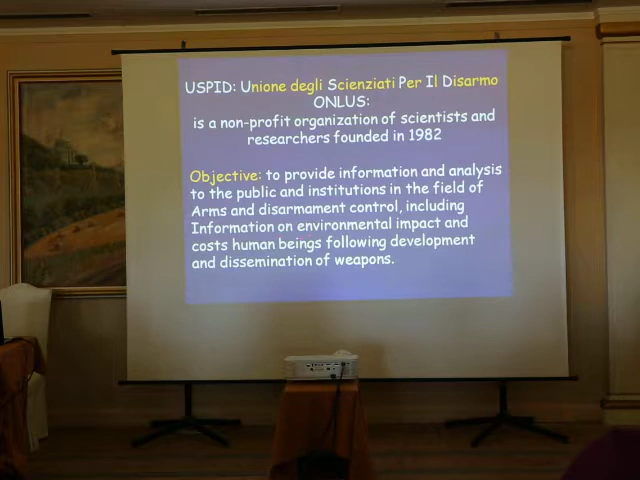 USPID: Unione degli Scienziati Per Il Disarmo
ONLUS:
is a non-profit organization of scientists and
researchers founded in 1982
Objective: to provide information and analysis
to the public and institutions in the field of
Arms and disarmament control, including
Information on environmental impact and
costs human beings following development
and dissemination of weapons.